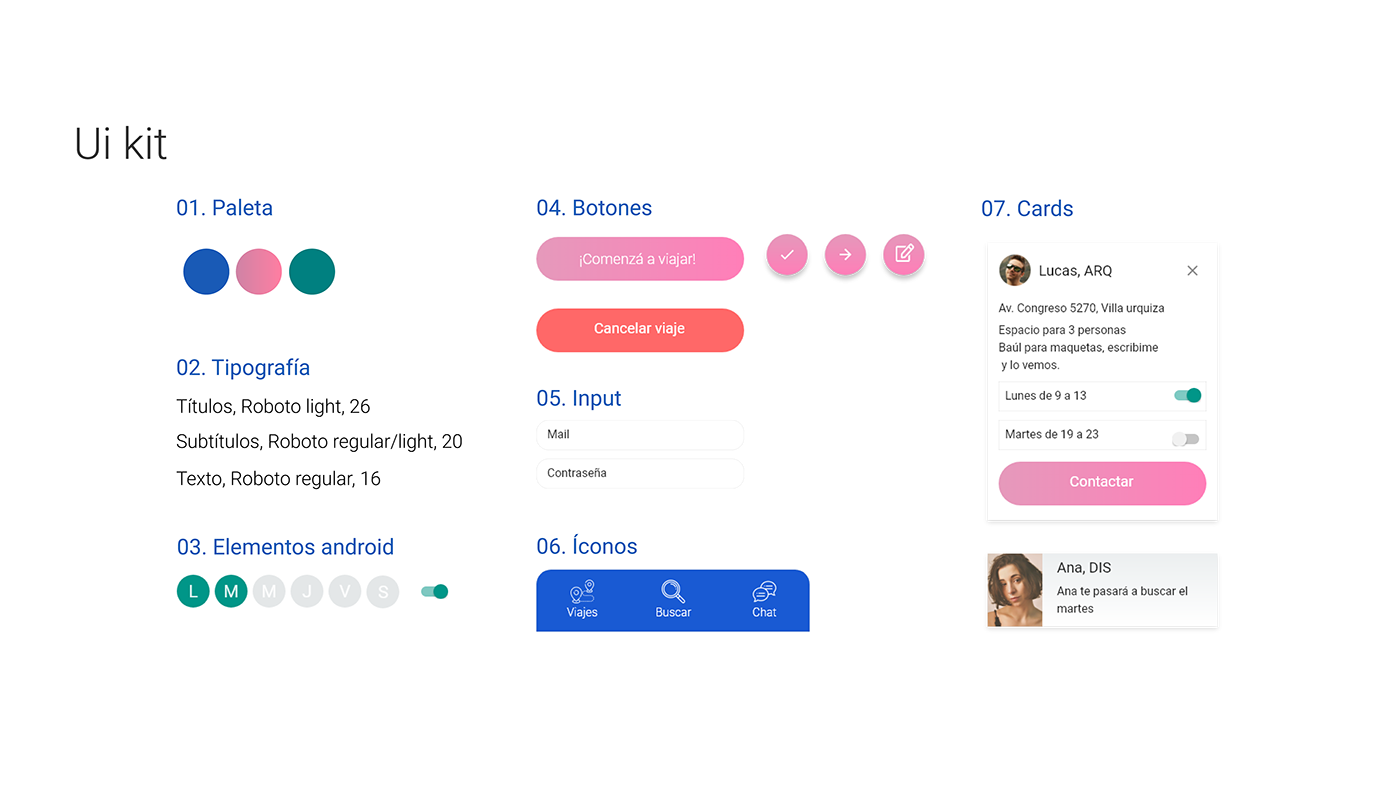 Ui kit
01. Paleta
02. Tipografía
Títulos, Roboto light, 26
Subtítulos, Roboto regular/light, 20
Texto, Roboto regular, 16
03. Elementos android
L M M J V S
04. Botones
¡Comenzá a viajar!
Cancelar viaje
05. Input
Mail
Contraseña
06. Íconos
Viajes Buscar Chat
07. Cards
Lucas, ARQ
Av. Congreso 5270, Villa urquiza
Espacio para 3 personas
Baúl para maquetas, escribime
y lo vemos.
Lunes de 9 a 13
Martes de 19 a 23
Contactar
Ana, DIS
Ana te pasará a buscar el
martes